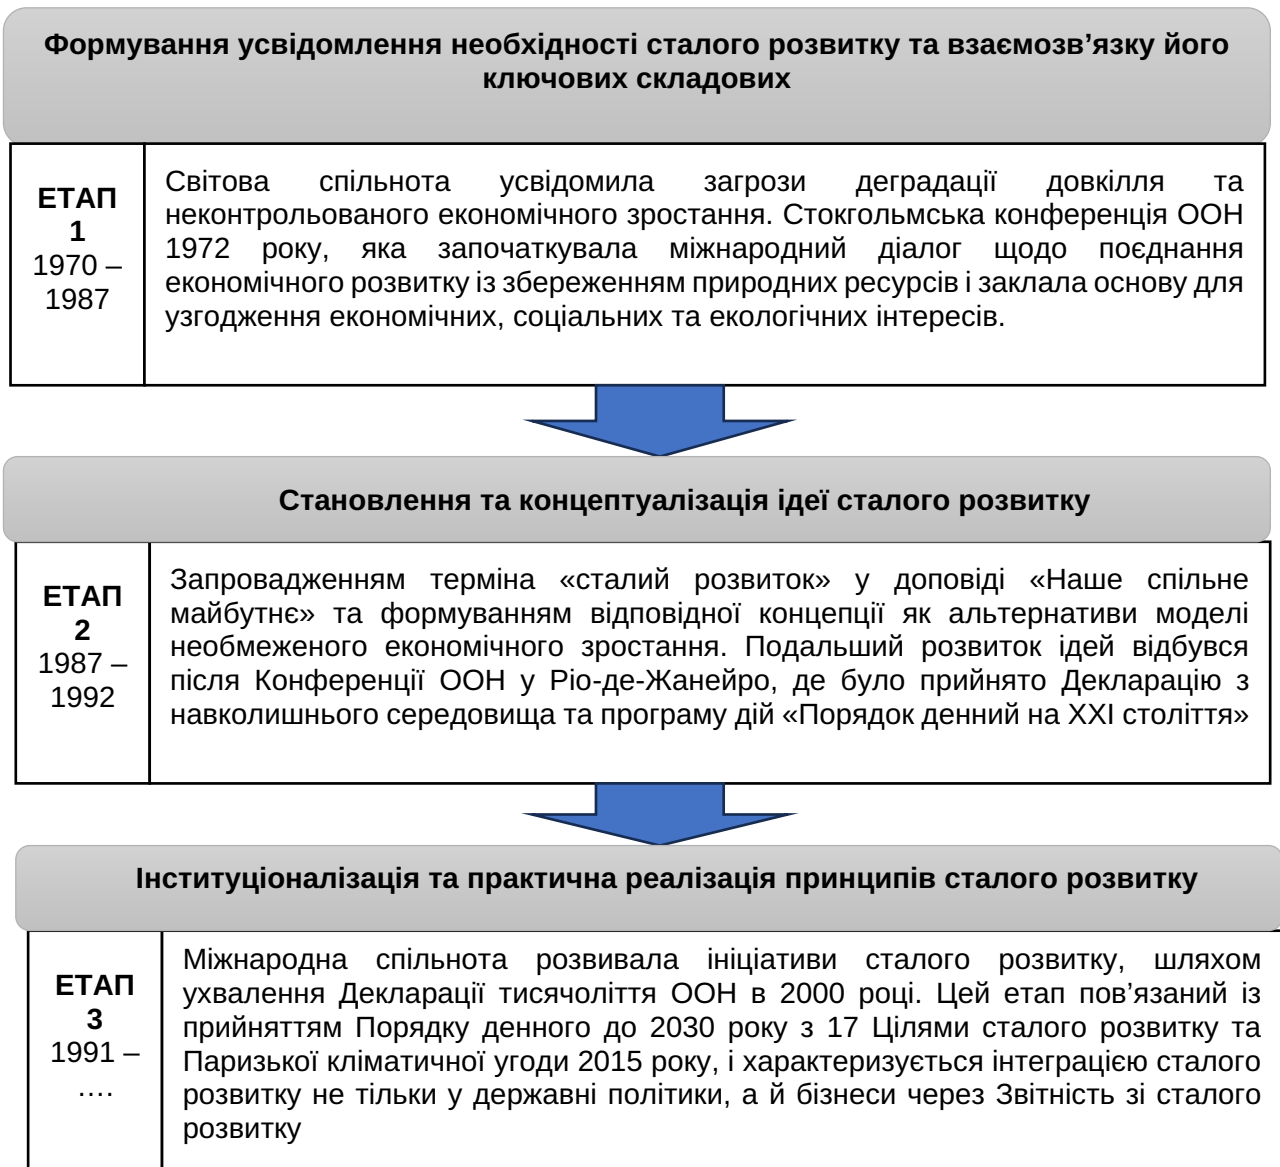 Формування усвідомлення необхідності сталого розвитку та взаємозв’язку його
ключових складових
ЕТАП
1
1970 –
1987
Світова спільнота усвідомила загрози деградації довкілля та
неконтрольованого економічного зростання. Стокгольмська конференція ООН
1972 року, яка започаткувала міжнародний діалог щодо поєднання
економічного розвитку із збереженням природних ресурсів і заклала основу для
узгодження економічних, соціальних та екологічних інтересів.
Становлення та концептуалізація ідеї сталого розвитку
ЕТАП
2
1987 –
1992
Запровадженням терміна «сталий розвиток» у доповіді «Наше спільне
майбутнє» та формуванням відповідної концепції як альтернативи моделі
необмеженого економічного зростання. Подальший розвиток ідей відбувся
після Конференції ООН у Ріо-де-Жанейро, де було прийнято Декларацію з
навколишнього середовища та програму дій «Порядок денний на XXI століття»
Інституціоналізація та практична реалізація принципів сталого розвитку
ЕТАП
3
1991 –
….
Міжнародна спільнота розвивала ініціативи сталого розвитку, шляхом
ухвалення Декларації тисячоліття ООН в 2000 році. Цей етап пов’язаний із
прийняттям Порядку денного до 2030 року з 17 Цілями сталого розвитку та
Паризької кліматичної угоди 2015 року, і характеризується інтеграцією сталого
розвитку не тільки у державні політики, а й бізнеси через Звітність зі сталого
розвитку